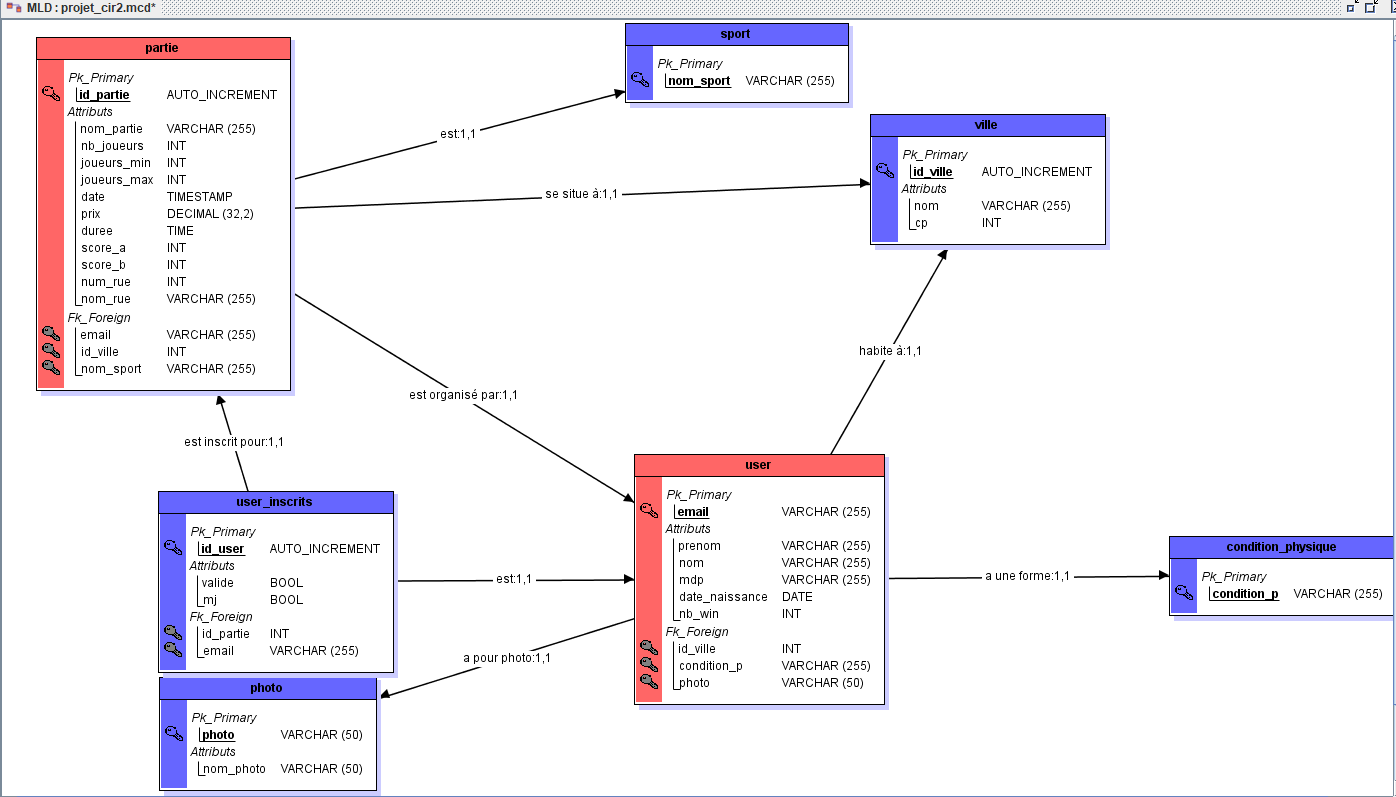 MLD : projet_cir2.mcd*
partie
Pk_Primary
id_partie AUTO_INCREMENT
Attributs
nom_partie VARCHAR (255)
nb_joueurs INT
joueurs_min INT
joueurs_max INT
date TIMESTAMP
prix DECIMAL (32,2)
duree TIME
score_a INT
score_b INT
num_rue INT
nom_rue VARCHAR (255)
Fk_Foreign
email VARCHAR (255)
id_ville INT
nom_sport VARCHAR (255)
sport
Pk_Primary
nom_sport VARCHAR (255)
est:1,1
ville
Pk_Primary
id_ville AUTO_INCREMENT
Attributs
nom VARCHAR (255)
cp INT
se situe à:1,1
habite à:1,1
est organisé par:1,1
est inscrit pour:1,1
user_inscrits
Pk_Primary
id_user AUTO_INCREMENT
Attributs
valide BOOL
mj BOOL
Fk_Foreign
id_partie INT
email VARCHAR (255)
est:1,1
user
Pk_Primary
email VARCHAR (255)
Attributs
prenom VARCHAR (255)
nom VARCHAR (255)
mdp VARCHAR (255)
date_naissance DATE
nb_win INT
Fk_Foreign
id_ville INT
condition_p VARCHAR (255)
photo VARCHAR (50)
a une forme:1,1
condition_physique
Pk_Primary
condition_p VARCHAR (255)
a pour photo:1,1
photo
Pk_Primary
photo VARCHAR (50)
Attributs
nom_photo VARCHAR (50)